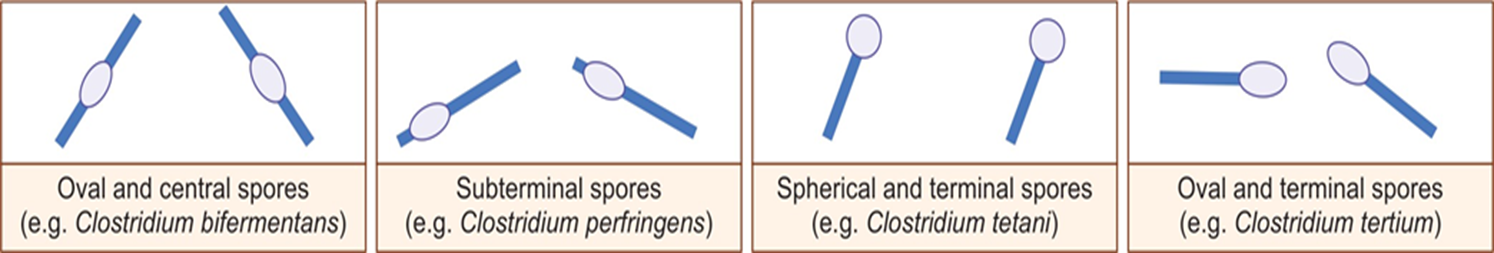 Oval and central spores
(e.g. Clostridium bifermentans)
Subterminal spores
(e.g. Clostridium perfringens)
Spherical and terminal spores
(e.g. Clostridium tetani)
Oval and terminal spores
(e.g. Clostridium tertium)